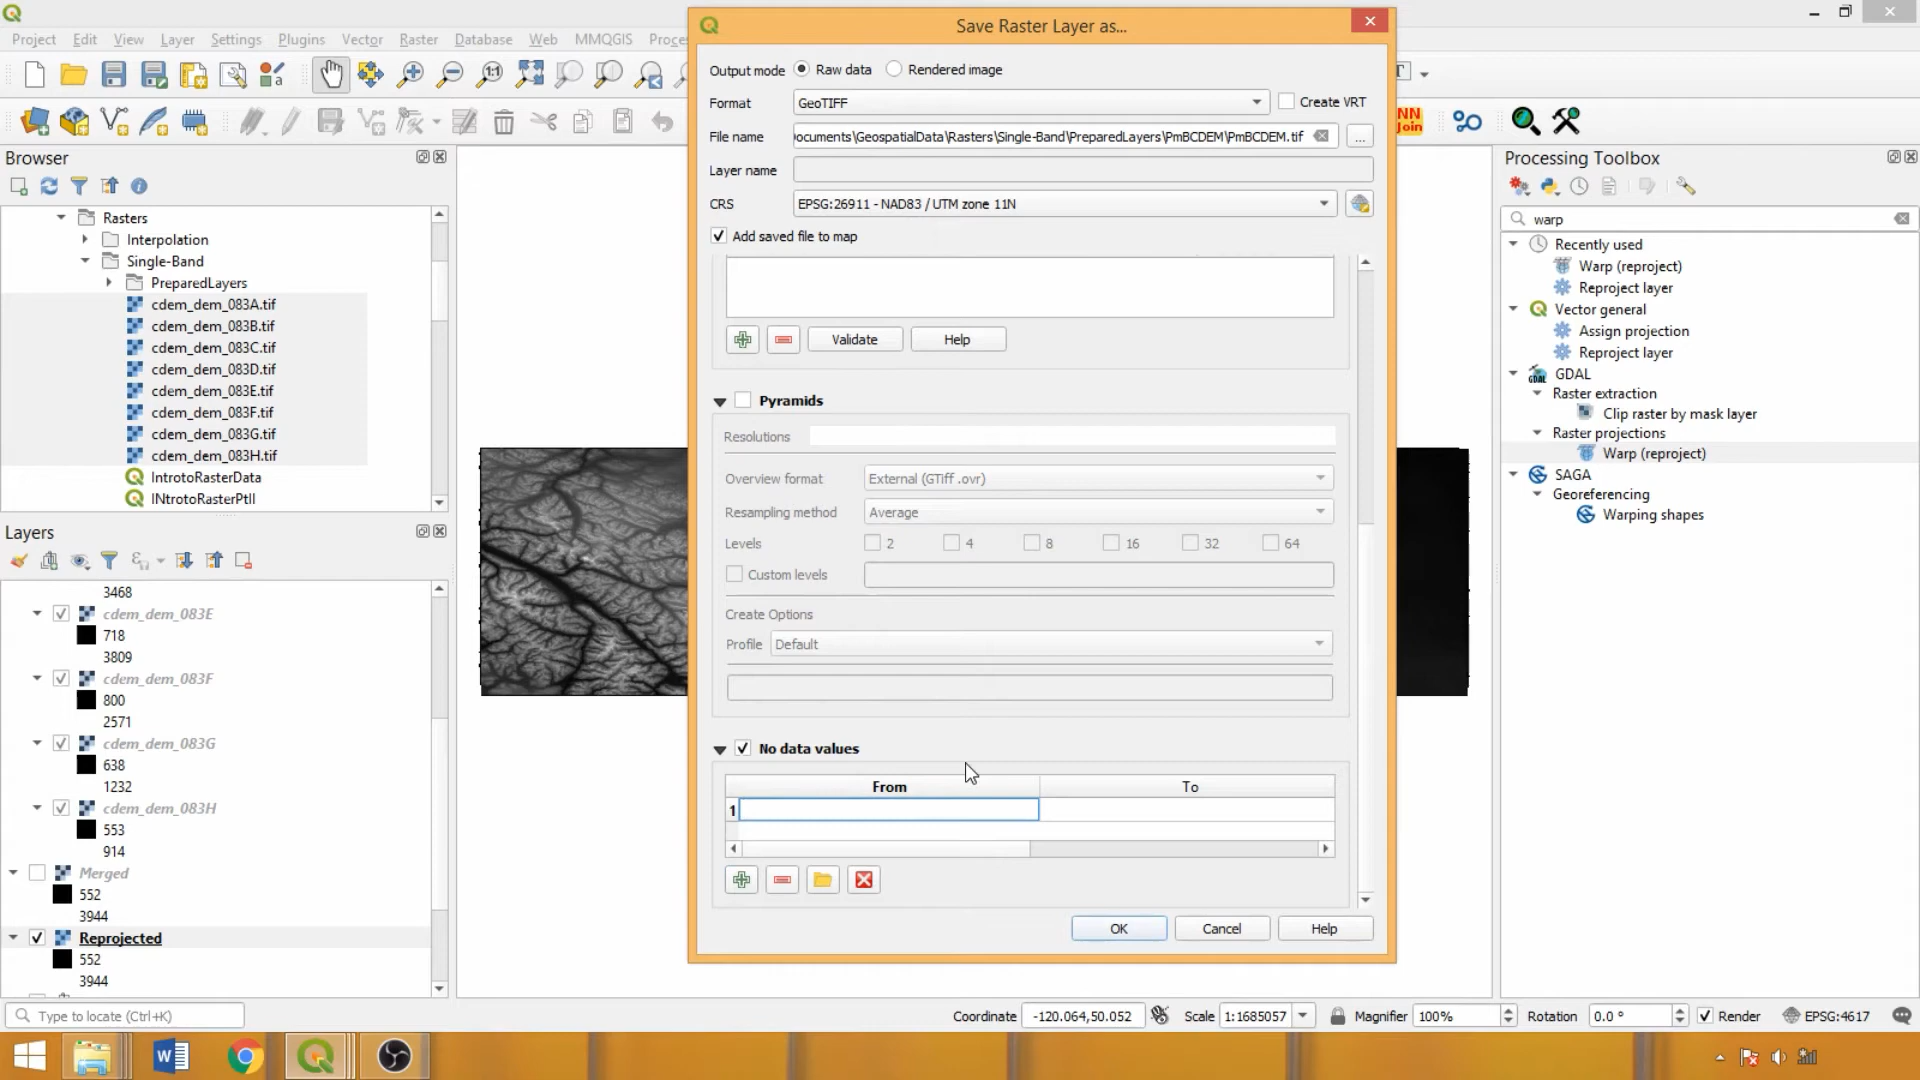 Save Raster Layer as...
Project Edit View Layer Settings Plugins Vector Raster Database Web MMQGIS
Output mode Raw data Rendered image
Format GeoTIFF Create VRT
File name ocuments\GeospatialData\Rasters\Single-Band\PreparedLayers\PmBCDEM\PmBCDEM.tif ...
Layer name
CRS EPSG:26911 - NAD83 / UTM zone 11N
Add saved file to map
Validate Help
Pyramids
Resolutions
Overview format External (GTiff .ovr)
Resampling method Average
Levels 2 4 8 16 32 64
Custom levels
Create Options
Profile Default
No data values
From To
1
OK Cancel Help
NN
Join
Browser
Rasters
Interpolation
Single-Band
PreparedLayers
cdem_dem_083A.tif
cdem_dem_083B.tif
cdem_dem_083C.tif
cdem_dem_083D.tif
cdem_dem_083E.tif
cdem_dem_083F.tif
cdem_dem_083G.tif
cdem_dem_083H.tif
IntrotoRasterData
INtrotoRasterPtII
Layers
3468
cdem_dem_083E
718
3809
cdem_dem_083F
800
2571
cdem_dem_083G
638
1232
cdem_dem_083H
553
914
Merged
552
3944
Reprojected
552
3944
Processing Toolbox
warp
Recently used
Warp (reproject)
Reproject layer
Vector general
Assign projection
Reproject layer
GDAL
Raster extraction
Clip raster by mask layer
Raster projections
Warp (reproject)
SAGA
Georeferencing
Warping shapes
Type to locate (Ctrl+K)
Coordinate -120.064,50.052 Scale 1:1685057 Magnifier 100% Rotation 0.0 ° Render EPSG:4617